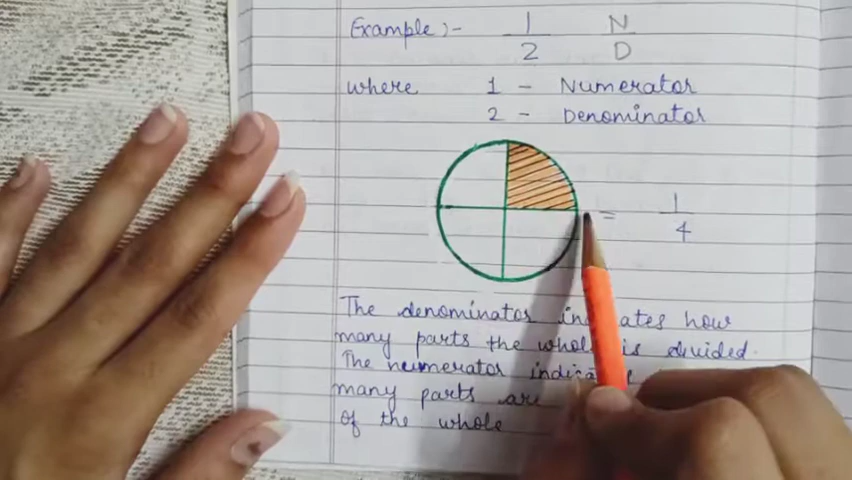 Example :- 1/2 N/D
where 1 - Numerator
2 - Denominator
= 1/4
The denominator how
many parts the whole is divided.
The numerator
many parts are
of the whole